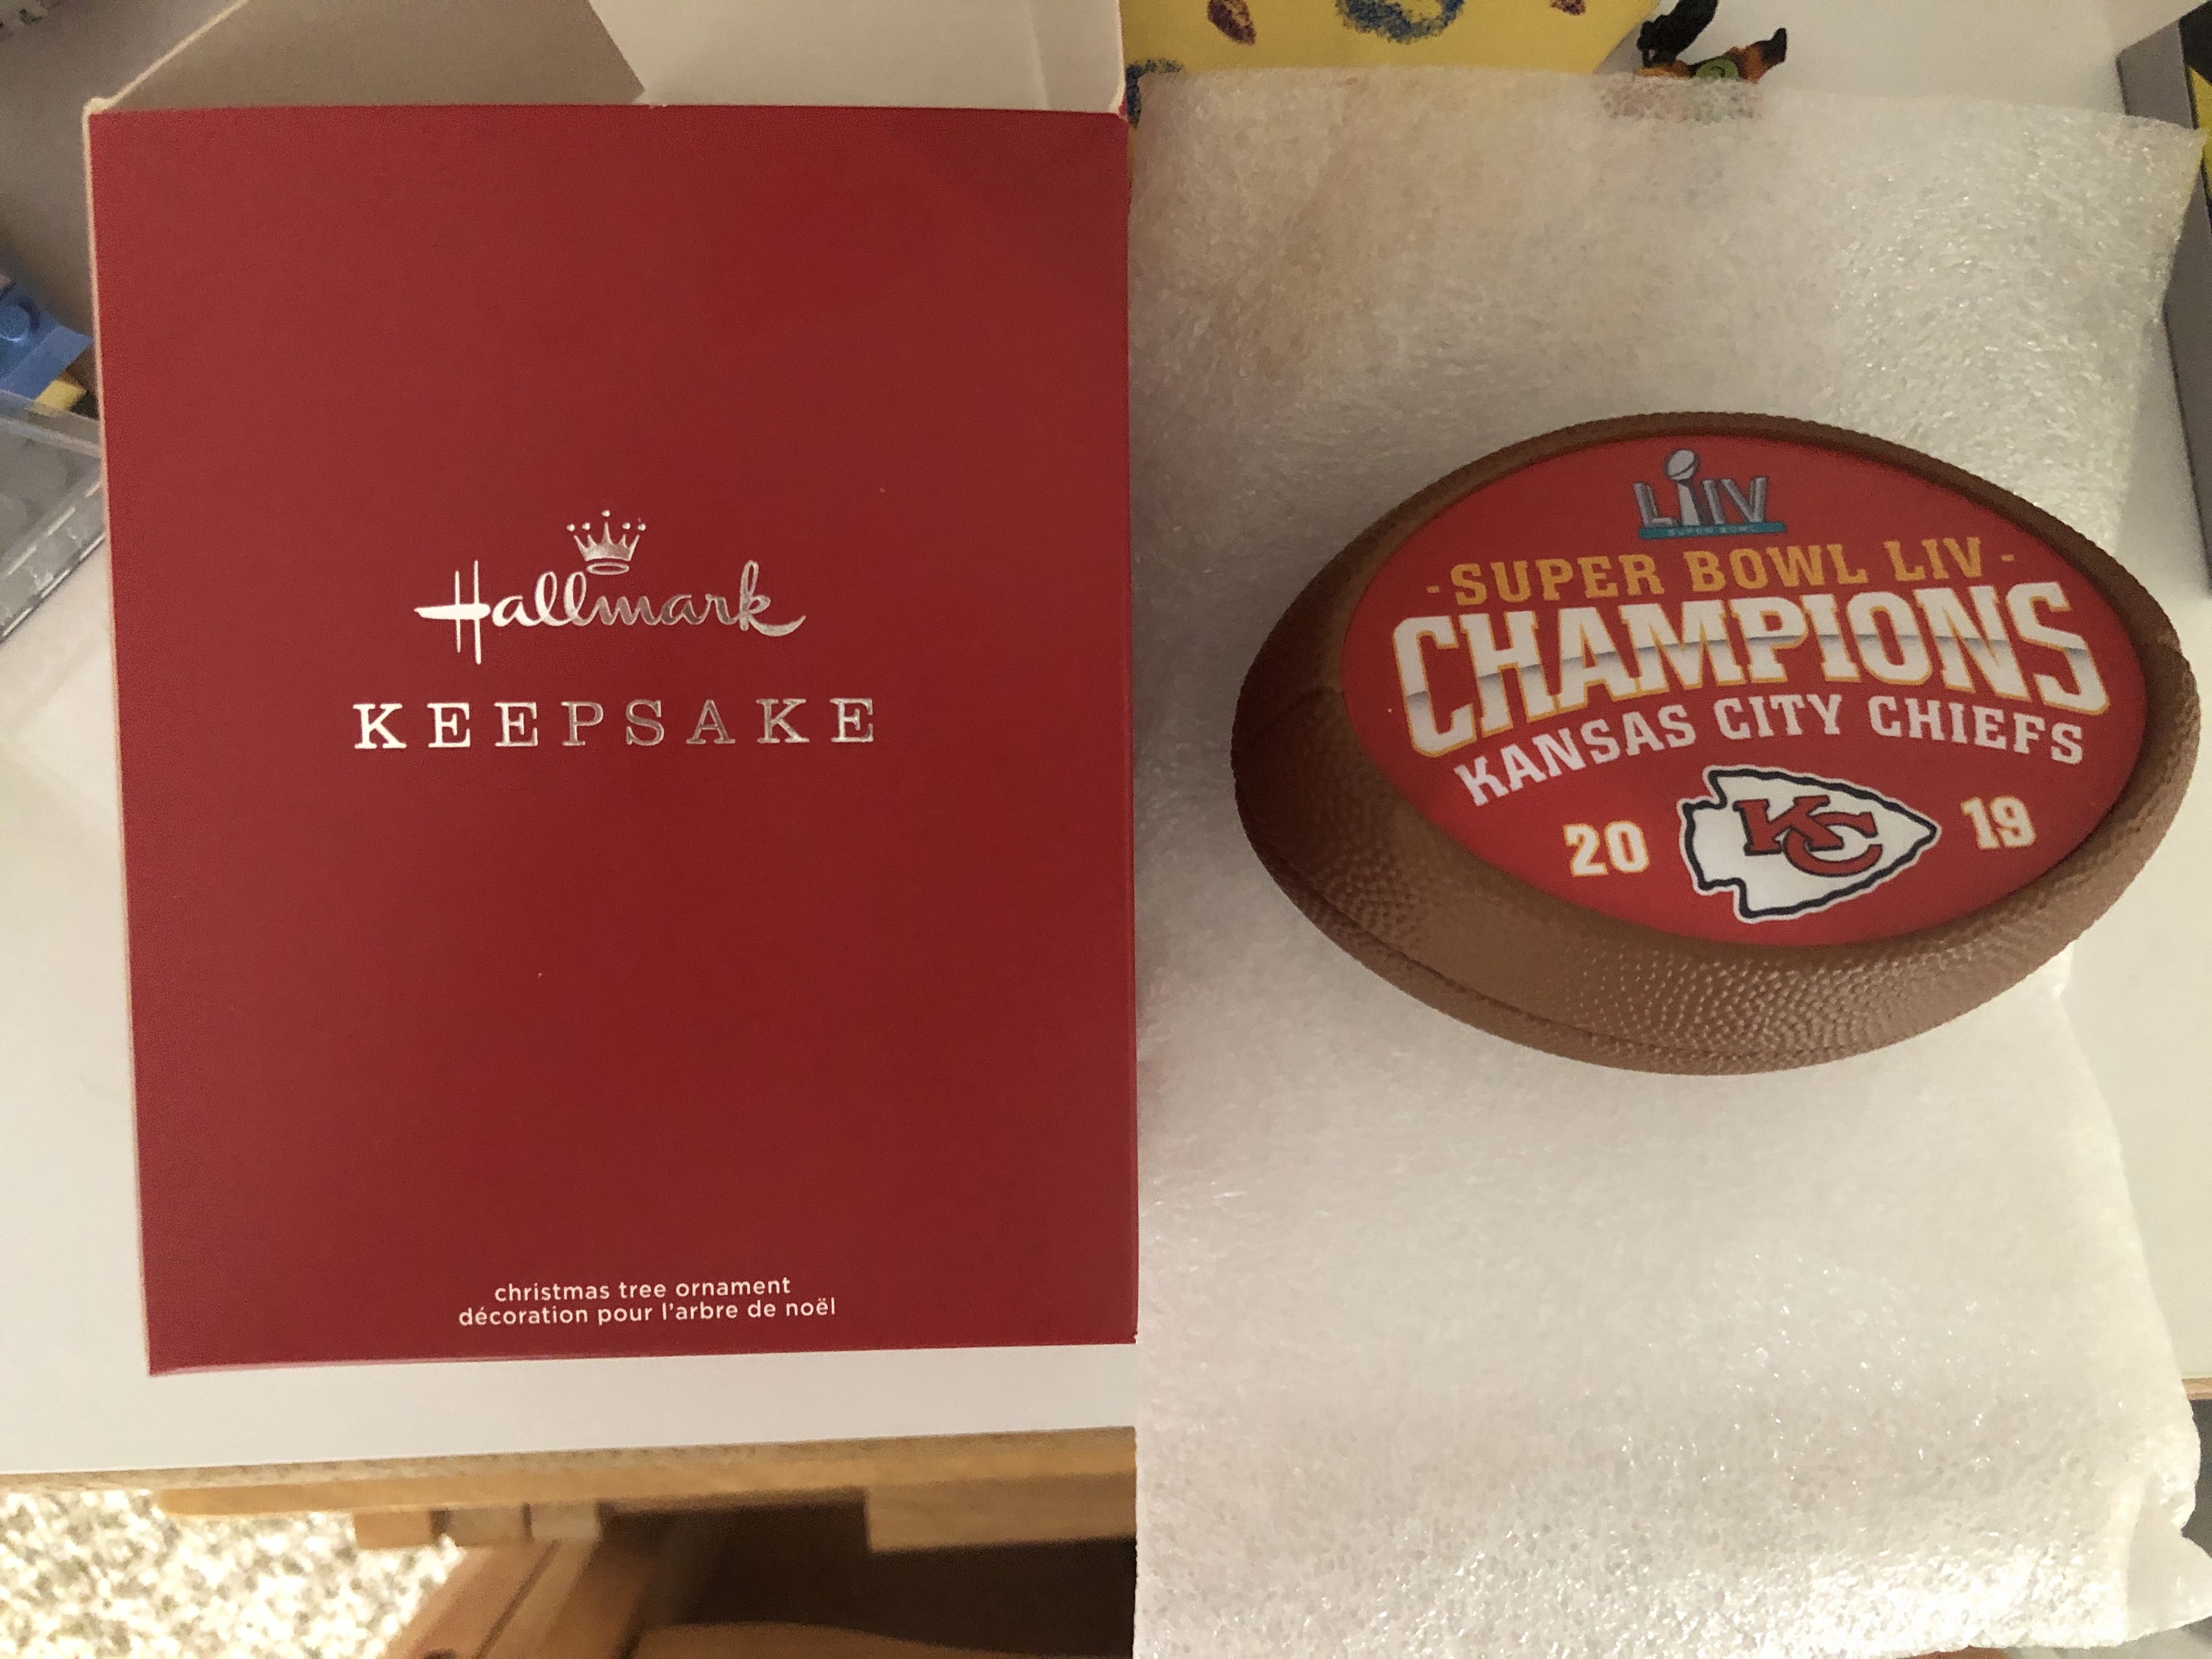 Hallmark
KEEPSAKE
christmas tree ornament
décoration pour l'arbre de noël
LIV
SUPER BOWL
- SUPER BOWL LIV -
CHAMPIONS
KANSAS CITY CHIEFS
20 KC 19